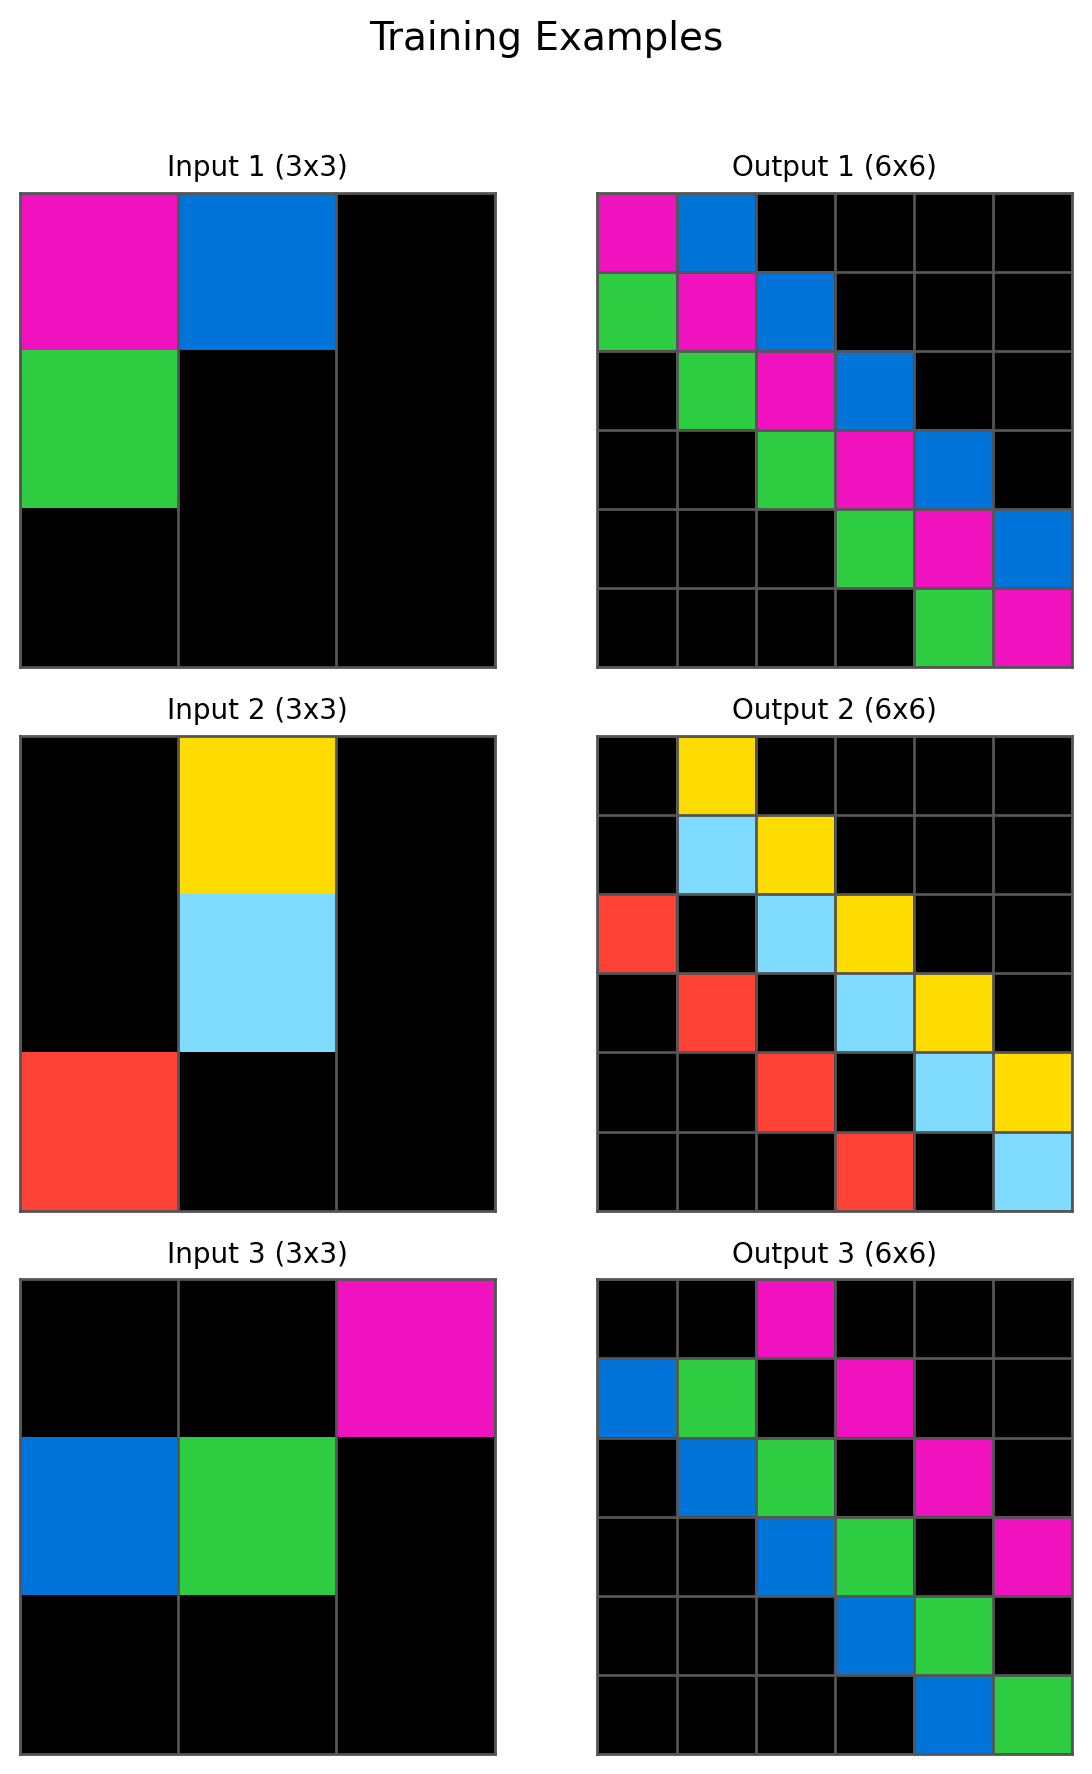 Training Examples
Input 1 (3x3)
Output 1 (6x6)
Input 2 (3x3)
Output 2 (6x6)
Input 3 (3x3)
Output 3 (6x6)